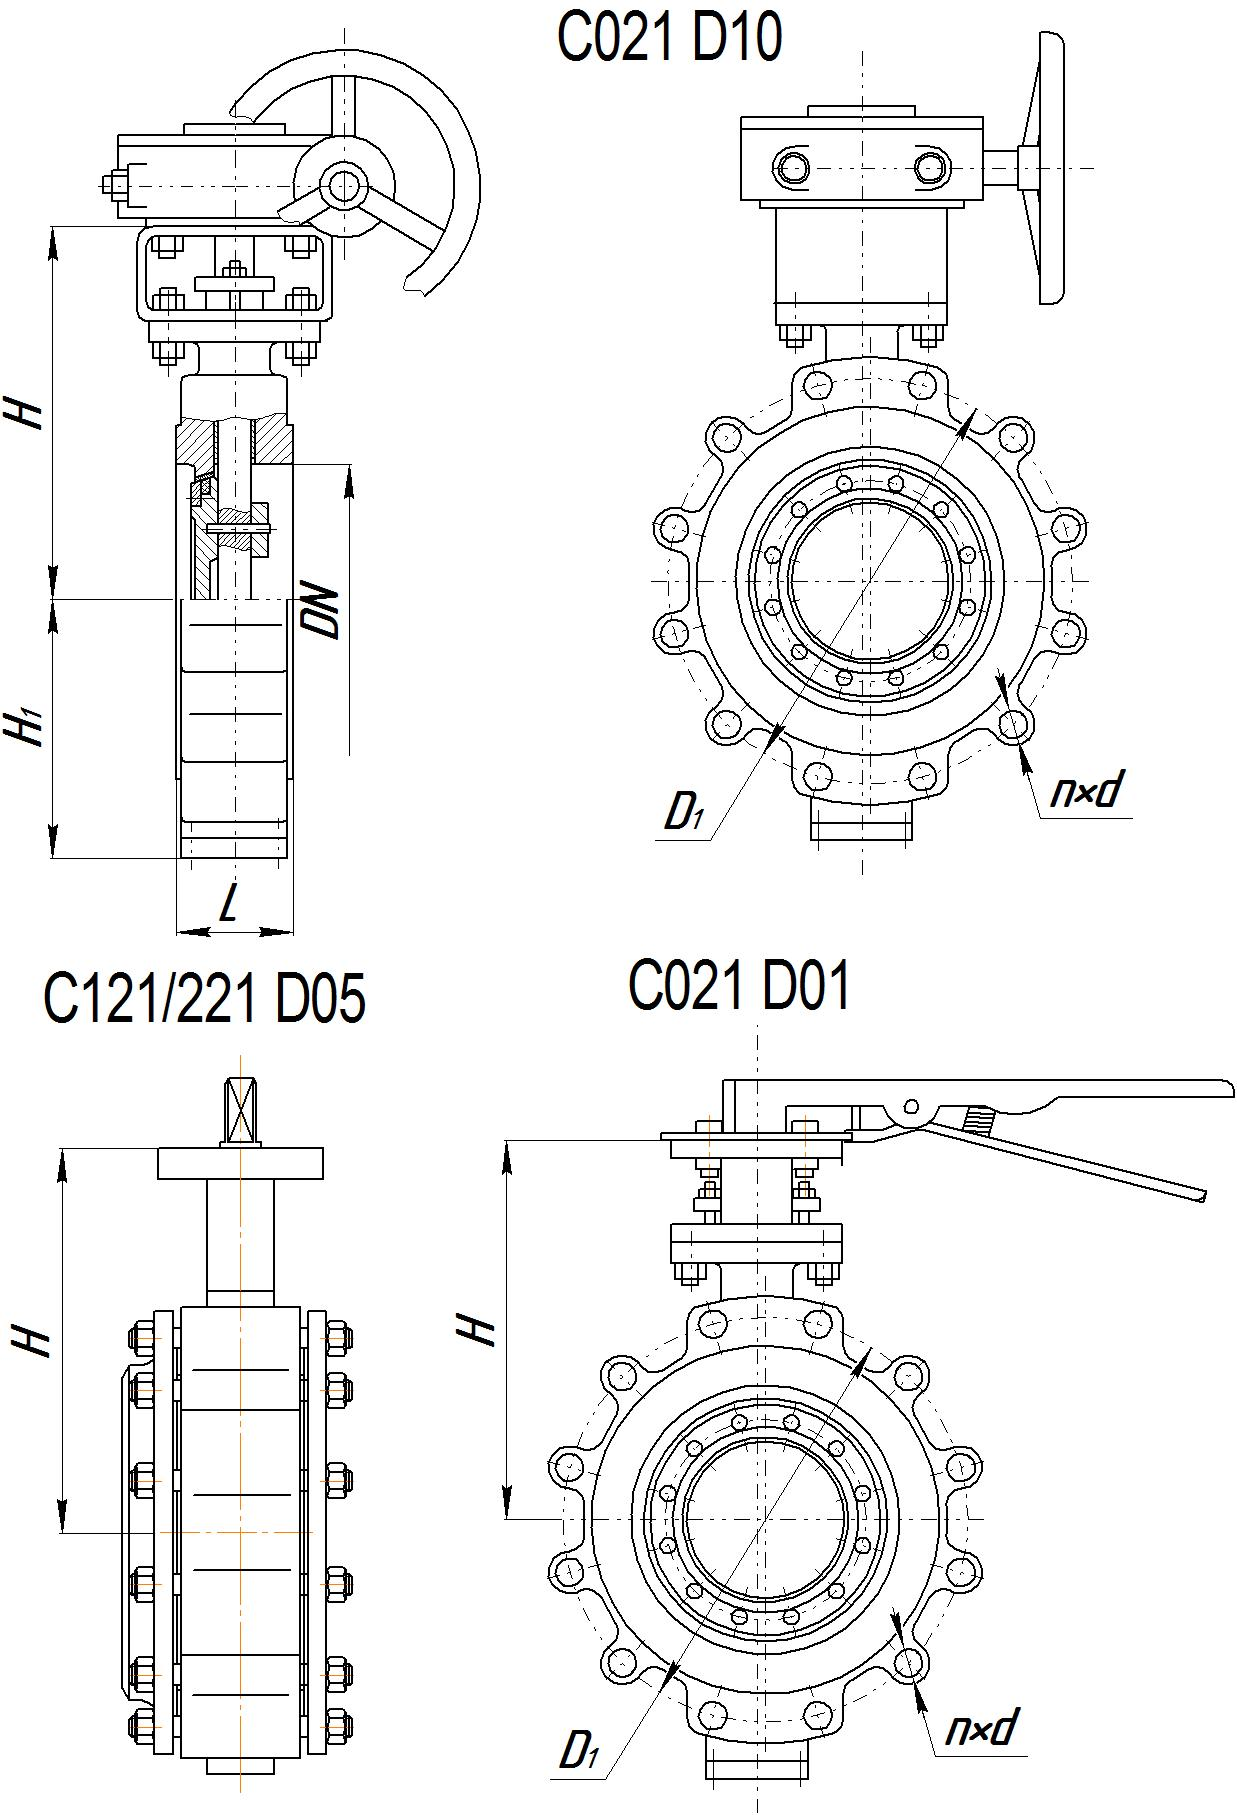 C021 D10
H
DN
H1
D1
n×d
L
C121/221 D05
C021 D01
H
H
D1
n×d